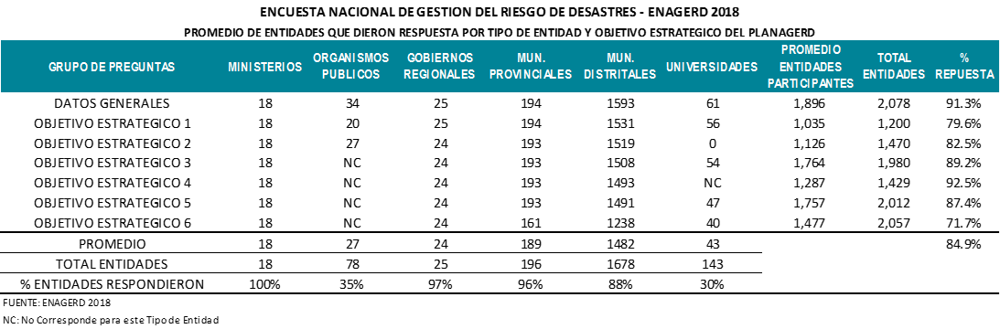 ENCUESTA NACIONAL DE GESTION DEL RIESGO DE DESASTRES - ENAGERD 2018
PROMEDIO DE ENTIDADES QUE DIERON RESPUESTA POR TIPO DE ENTIDAD Y OBJETIVO ESTRATEGICO DEL PLANAGERD
GRUPO DE PREGUNTAS MINISTERIOS ORGANISMOS PUBLICOS GOBIERNOS REGIONALES MUN. PROVINCIALES MUN. DISTRITALES UNIVERSIDADES PROMEDIO ENTIDADES PARTICIPANTES TOTAL ENTIDADES % REPUESTA
DATOS GENERALES 18 34 25 194 1593 61 1,896 2,078 91.3%
OBJETIVO ESTRATEGICO 1 18 20 25 194 1531 56 1,035 1,200 79.6%
OBJETIVO ESTRATEGICO 2 18 27 24 193 1519 0 1,126 1,470 82.5%
OBJETIVO ESTRATEGICO 3 18 NC 24 193 1508 54 1,764 1,980 89.2%
OBJETIVO ESTRATEGICO 4 18 NC 24 193 1493 NC 1,287 1,429 92.5%
OBJETIVO ESTRATEGICO 5 18 NC 24 193 1491 47 1,757 2,012 87.4%
OBJETIVO ESTRATEGICO 6 18 NC 24 161 1238 40 1,477 2,057 71.7%
PROMEDIO 18 27 24 189 1482 43 84.9%
TOTAL ENTIDADES 18 78 25 196 1678 143
% ENTIDADES RESPONDIERON 100% 35% 97% 96% 88% 30%
FUENTE: ENAGERD 2018
NC: No Corresponde para este Tipo de Entidad